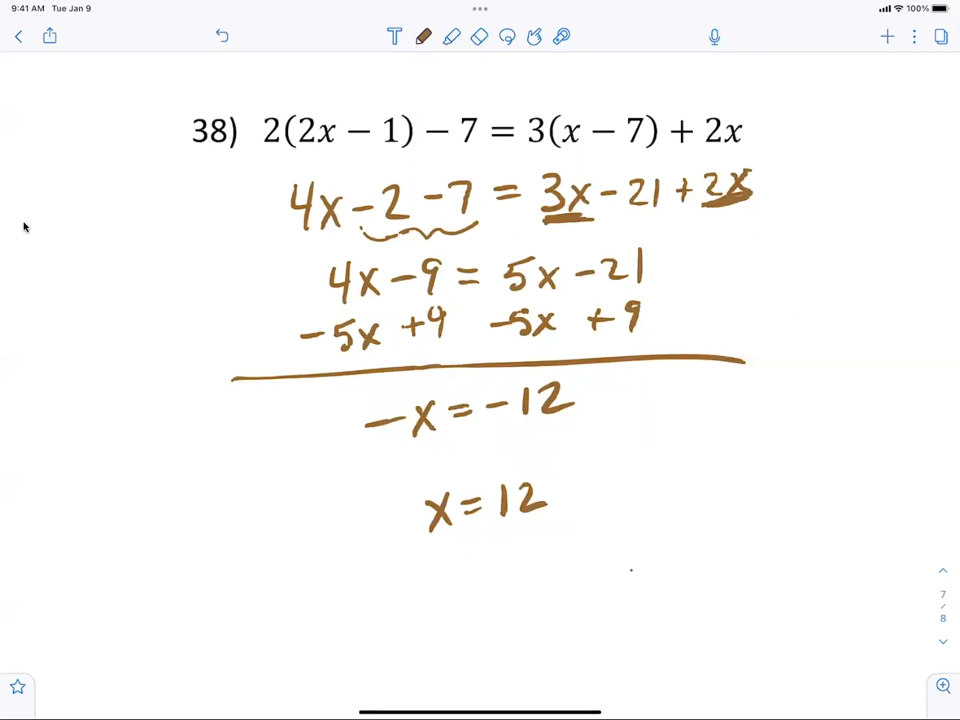 9:41 AM Tue Jan 9
100%
38) 2(2x − 1) − 7 = 3(x − 7) + 2x
4x - 2 - 7 = 3x - 21 + 2x
4x - 9 = 5x - 21
-5x +9 -5x +9
-x = -12
x = 12
7
/
8